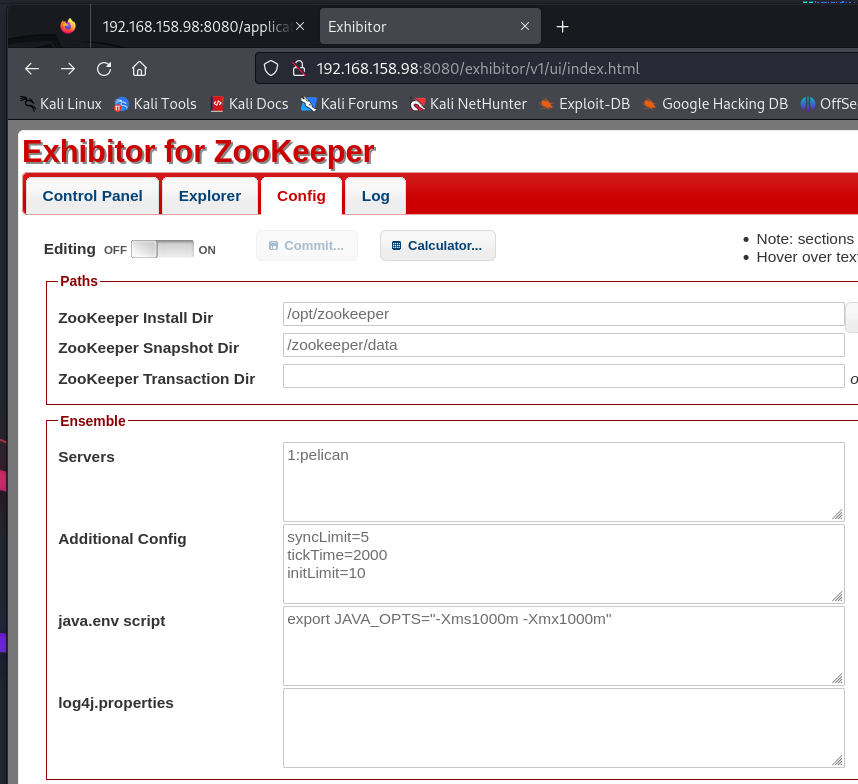 192.168.158.98:8080/applica
Exhibitor
192.168.158.98:8080/exhibitor/v1/ui/index.html
Kali Linux Kali Tools Kali Docs Kali Forums Kali NetHunter Exploit-DB Google Hacking DB OffSe
Exhibitor for ZooKeeper
Control Panel Explorer Config Log
Editing OFF ON Commit... Calculator...
Note: sections
Hover over tex
Paths
ZooKeeper Install Dir /opt/zookeeper
ZooKeeper Snapshot Dir /zookeeper/data
ZooKeeper Transaction Dir o
Ensemble
Servers 1:pelican
Additional Config syncLimit=5
tickTime=2000
initLimit=10
java.env script export JAVA_OPTS="-Xms1000m -Xmx1000m"
log4j.properties